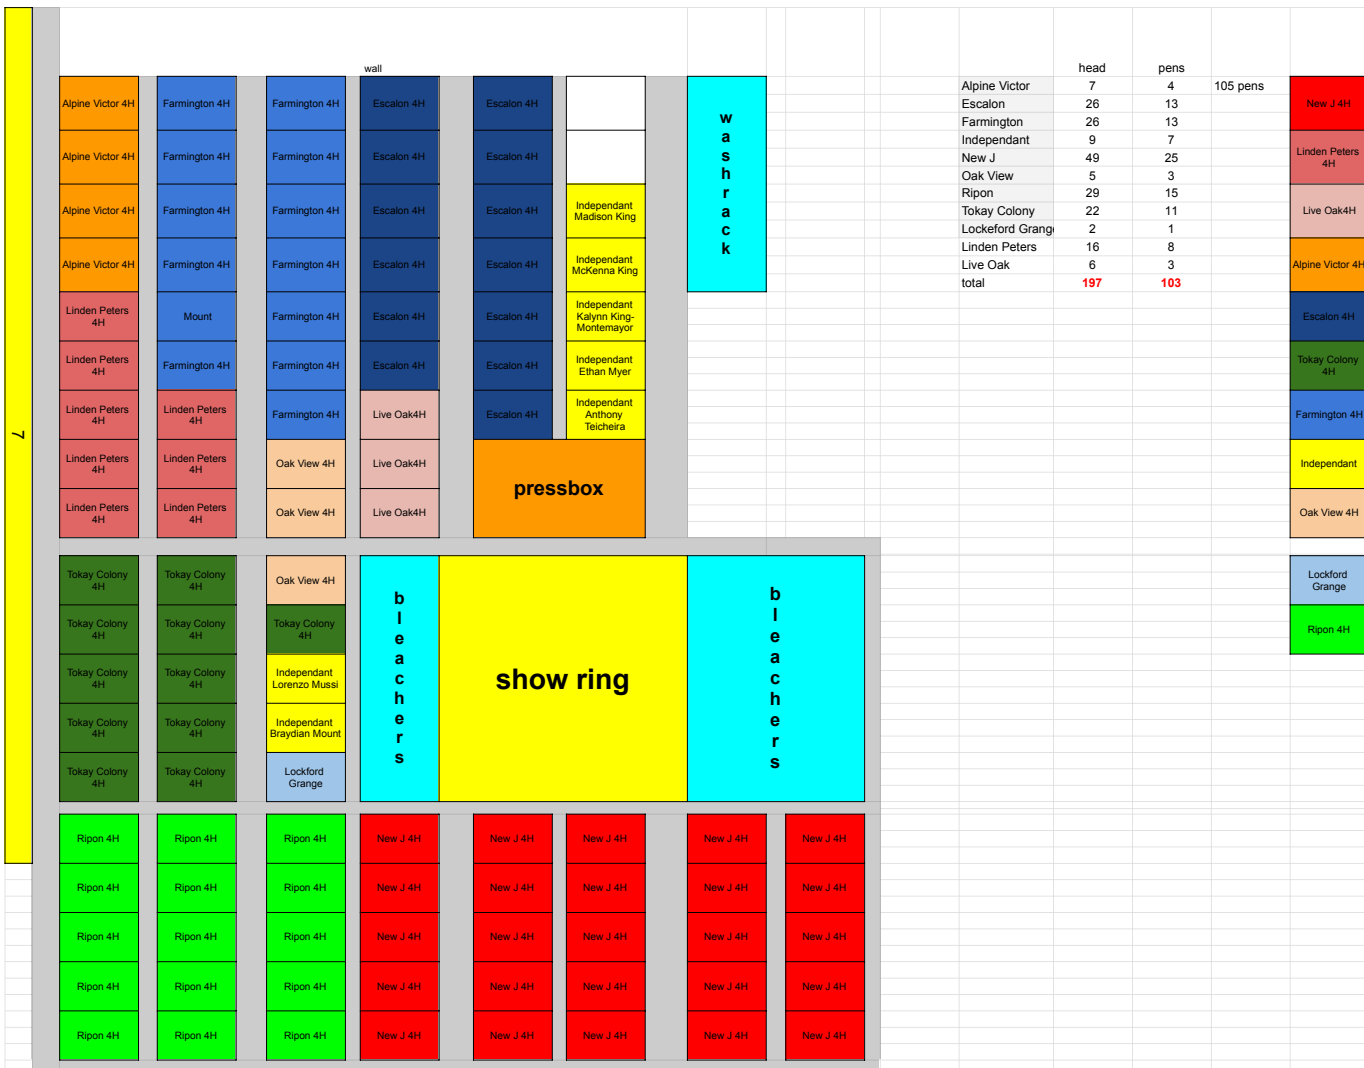 wall
head pens
Alpine Victor 4H Farmington 4H Farmington 4H Escalon 4H Escalon 4H
Alpine Victor 7 4 105 pens
Escalon 26 13
Farmington 26 13
Independant 9 7
New J 49 25
Oak View 5 3
Ripon 29 15
Tokay Colony 22 11
Lockeford Grang
2 1
Linden Peters 16 8
Live Oak 6 3
total 197 103
washrack
New J 4H
Linden Peters
4H
Live Oak4H
Alpine Victor 4H
Escalon 4H
Tokay Colony
4H
Farmington 4H
Independant
Oak View 4H
Lockford
Grange
Ripon 4H
Alpine Victor 4H Farmington 4H Farmington 4H Escalon 4H Escalon 4H
Alpine Victor 4H Farmington 4H Farmington 4H Escalon 4H Escalon 4H
Independant
Madison King
Alpine Victor 4H Farmington 4H Farmington 4H Escalon 4H Escalon 4H
Independant
McKenna King
Linden Peters
4H
Mount Farmington 4H Escalon 4H Escalon 4H
Independant
Kalynn King-
Montemayor
Linden Peters
4H
Farmington 4H Farmington 4H Escalon 4H Escalon 4H
Independant
Ethan Myer
Linden Peters
4H
Linden Peters
4H
Farmington 4H Live Oak4H Escalon 4H
Independant
Anthony
Teicheira
7
Linden Peters
4H
Linden Peters
4H
Oak View 4H Live Oak4H
pressbox
Linden Peters
4H
Linden Peters
4H
Oak View 4H Live Oak4H
Tokay Colony
4H
Tokay Colony
4H
Oak View 4H
bleachers
show ring
bleachers
Tokay Colony
4H
Tokay Colony
4H
Tokay Colony
4H
Tokay Colony
4H
Tokay Colony
4H
Independant
Lorenzo Mussi
Tokay Colony
4H
Tokay Colony
4H
Independant
Braydian Mount
Tokay Colony
4H
Tokay Colony
4H
Lockford
Grange
Ripon 4H Ripon 4H Ripon 4H New J 4H New J 4H New J 4H New J 4H New J 4H
Ripon 4H Ripon 4H Ripon 4H New J 4H New J 4H New J 4H New J 4H New J 4H
Ripon 4H Ripon 4H Ripon 4H New J 4H New J 4H New J 4H New J 4H New J 4H
Ripon 4H Ripon 4H Ripon 4H New J 4H New J 4H New J 4H New J 4H New J 4H
Ripon 4H Ripon 4H Ripon 4H New J 4H New J 4H New J 4H New J 4H New J 4H